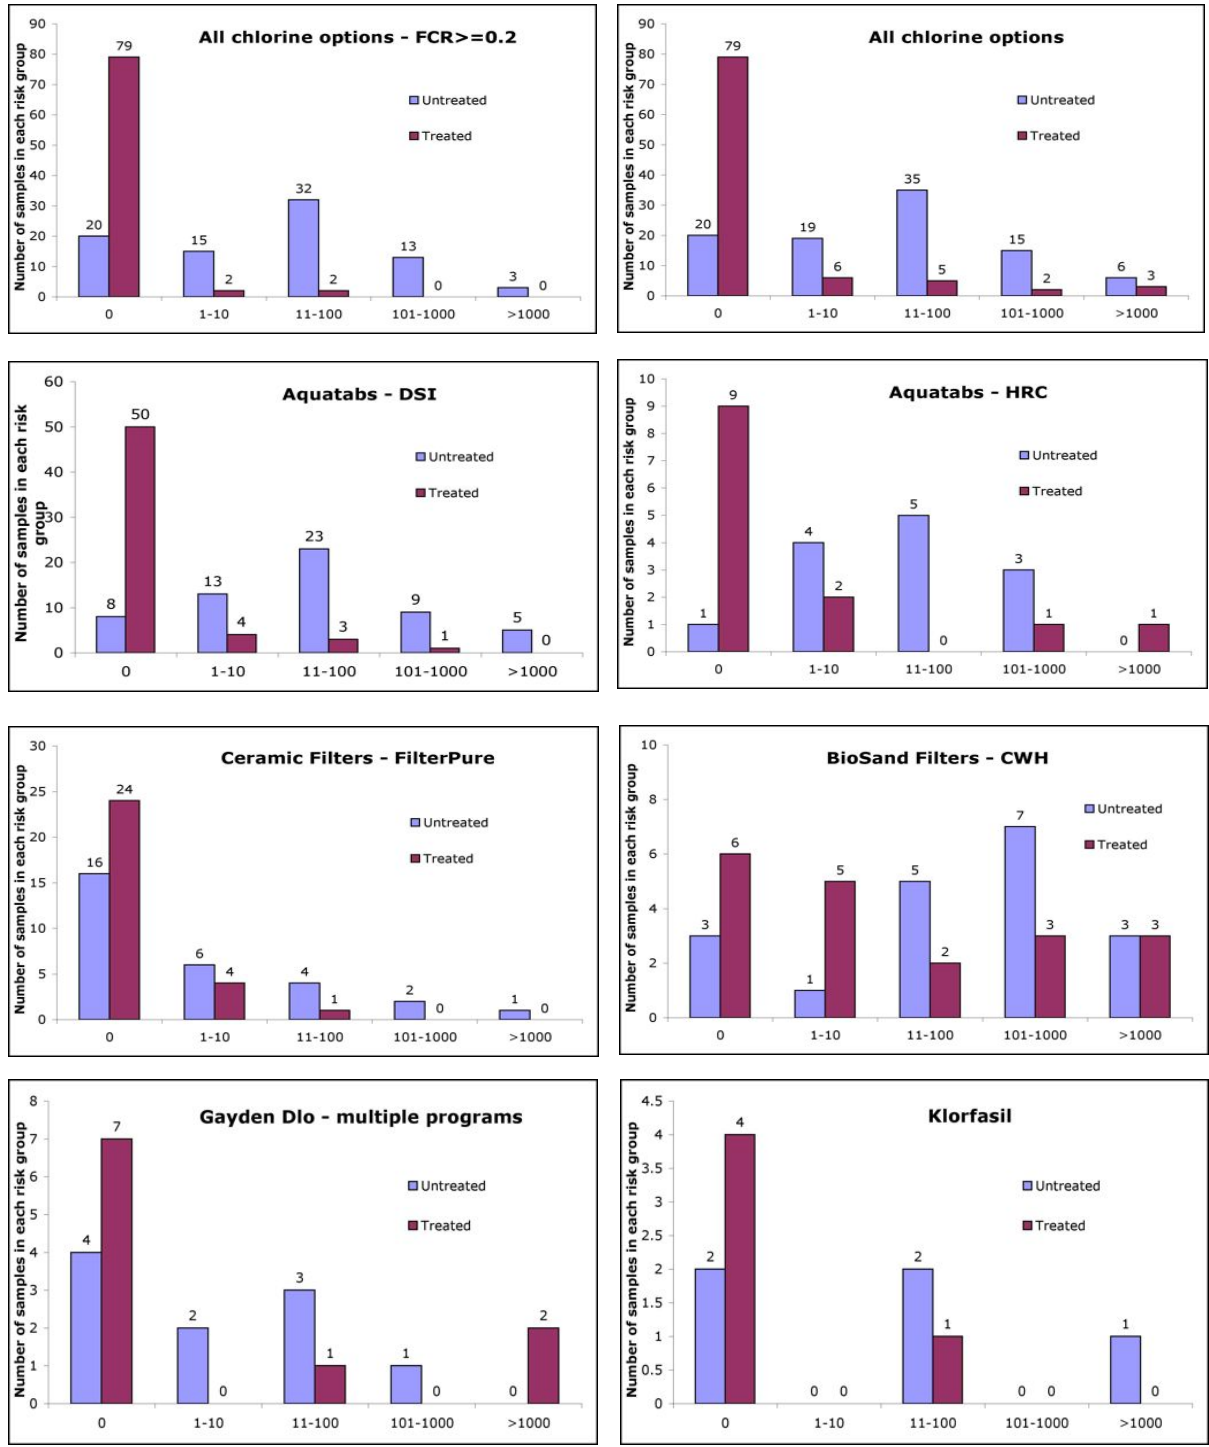 All chlorine options - FCR>=0.2
Number of samples in each risk group
90
80
70
60
50
40
30
20
10
0
20 79 15 2 32 2 13 0 3 0
Untreated
Treated
0 1-10 11-100 101-1000 >1000
All chlorine options
Number of samples in each risk group
90
80
70
60
50
40
30
20
10
0
20 79 19 6 35 5 15 2 6 3
Untreated
Treated
0 1-10 11-100 101-1000 >1000
Aquatabs - DSI
Number of samples in each risk
group
60
50
40
30
20
10
0
8 50 13 4 23 3 9 1 5 0
Untreated
Treated
0 1-10 11-100 101-1000 >1000
Aquatabs - HRC
Number of samples in each risk group
10
9
8
7
6
5
4
3
2
1
0
1 9 4 2 5 0 3 1 0 1
Untreated
Treated
0 1-10 11-100 101-1000 >1000
Ceramic Filters - FilterPure
Number of samples in each risk group
30
25
20
15
10
5
0
16 24 6 4 4 1 2 0 1 0
Untreated
Treated
0 1-10 11-100 101-1000 >1000
BioSand Filters - CWH
Number of samples in each risk group
10
8
6
4
2
0
3 6 1 5 5 2 7 3 3 3
Untreated
Treated
0 1-10 11-100 101-1000 >1000
Gayden Dlo - multiple programs
Number of samples in each risk group
8
7
6
5
4
3
2
1
0
4 7 2 0 3 1 1 0 0 2
Untreated
Treated
0 1-10 11-100 101-1000 >1000
Klorfasil
Number of samples in each risk group
4.5
4
3.5
3
2.5
2
1.5
1
0.5
0
2 4 0 0 2 1 0 0 1 0
Untreated
Treated
0 1-10 11-100 101-1000 >1000